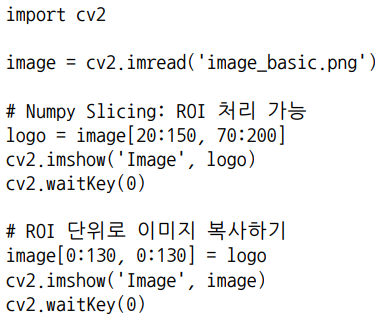 import cv2
image = cv2.imread('image_basic.png')
# Numpy Slicing: ROI 처리 가능
logo = image[20:150, 70:200]
cv2.imshow('Image', logo)
cv2.waitKey(0)
# ROI 단위로 이미지 복사하기
image[0:130, 0:130] = logo
cv2.imshow('Image', image)
cv2.waitKey(0)